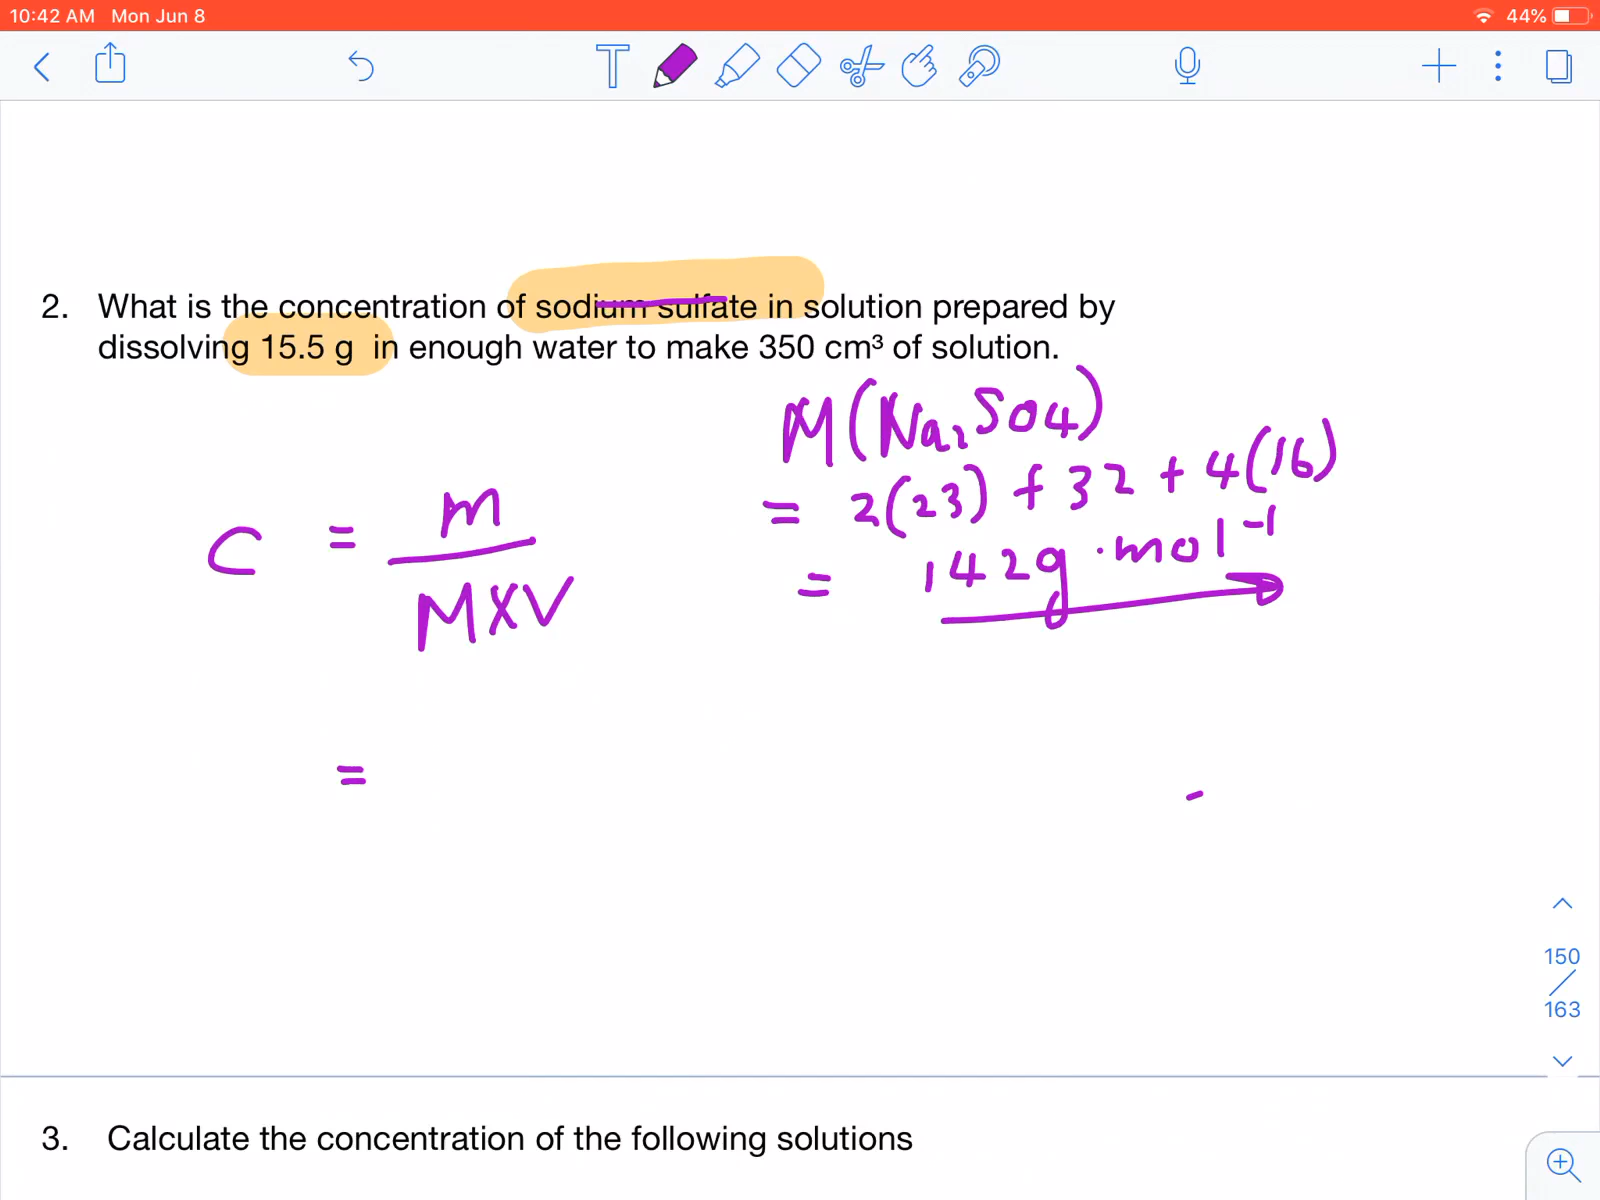 10:42 AM Mon Jun 8 44%
T
2. What is the concentration of sodium sulfate in solution prepared by
dissolving 15.5 g in enough water to make 350 cm³ of solution.
M(Na₂SO4)
= 2(23) + 32 + 4(16)
= 142g·mol⁻¹
C = m
MXV
=
-
150
/
163
3. Calculate the concentration of the following solutions